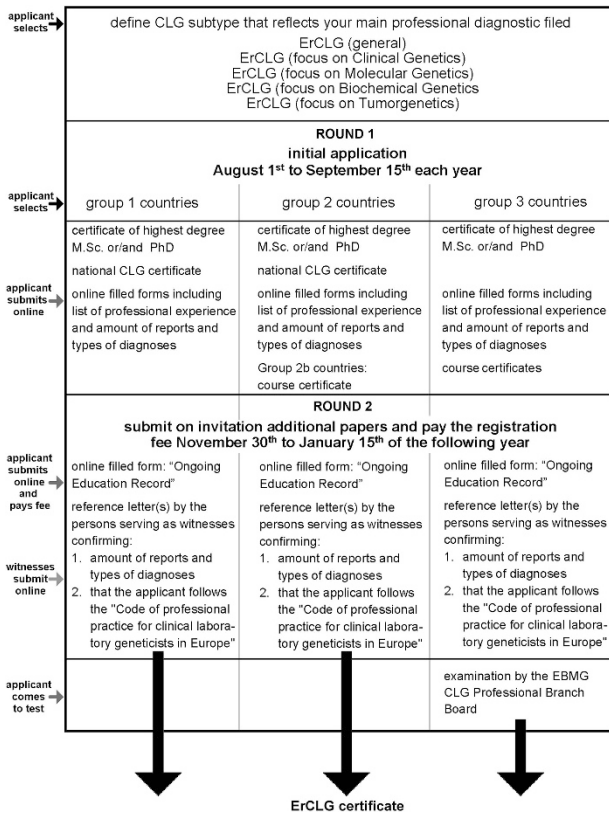 applicant
selects
define CLG subtype that reflects your main professional diagnostic filed
ErCLG (general)
ErCLG (focus on Clinical Genetics)
ErCLG (focus on Molecular Genetics)
ErCLG (focus on Biochemical Genetics
ErCLG (focus on Tumorgenetics)
ROUND 1
initial application
August 1st to September 15th each year
applicant
selects
group 1 countries
group 2 countries
group 3 countries
applicant
submits
online
certificate of highest degree
M.Sc. or/and PhD
national CLG certificate
online filled forms including
list of professional experience
and amount of reports and
types of diagnoses
certificate of highest degree
M.Sc. or/and PhD
national CLG certificate
online filled forms including
list of professional experience
and amount of reports and
types of diagnoses
Group 2b countries:
course certificate
certificate of highest degree
M.Sc. or/and PhD
online filled forms including
list of professional experience
and amount of reports and
types of diagnoses
course certificates
ROUND 2
submit on invitation additional papers and pay the registration
fee November 30th to January 15th of the following year
applicant
submits
online
and
pays fee
witnesses
submit
online
online filled form: “Ongoing
Education Record”
reference letter(s) by the
persons serving as witnesses
confirming:
1. amount of reports and
types of diagnoses
2. that the applicant follows
the "Code of professional
practice for clinical labora-
tory geneticists in Europe"
online filled form: “Ongoing
Education Record”
reference letter(s) by the
persons serving as witnesses
confirming:
1. amount of reports and
types of diagnoses
2. that the applicant follows
the "Code of professional
practice for clinical labora-
tory geneticists in Europe"
online filled form: “Ongoing
Education Record”
reference letter(s) by the
persons serving as witnesses
confirming:
1. amount of reports and
types of diagnoses
2. that the applicant follows
the "Code of professional
practice for clinical labora-
tory geneticists in Europe"
applicant
comes
to test
examination by the EBMG
CLG Professional Branch
Board
ErCLG certificate